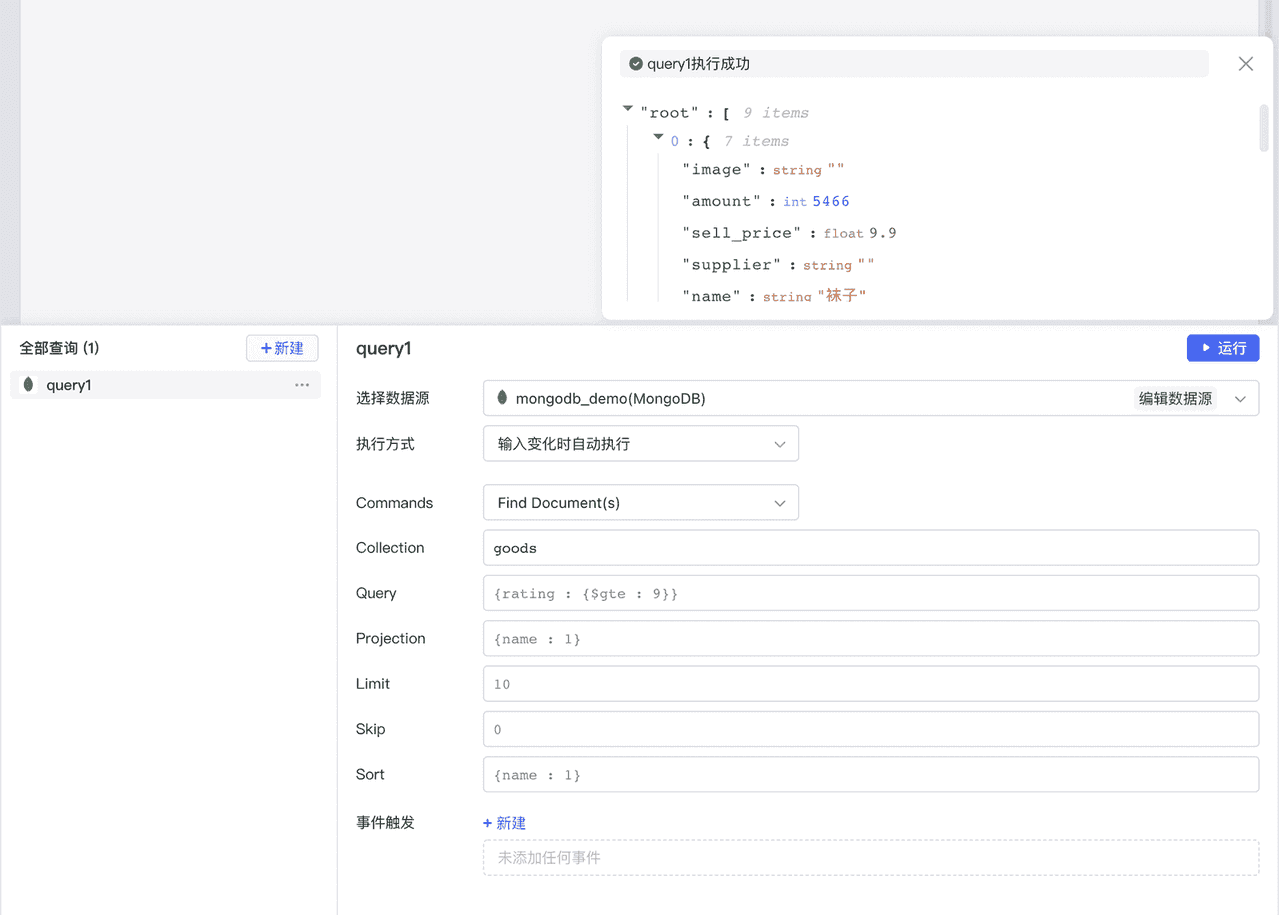 query1执行成功
"root" : [ 9 items
0 : { 7 items
"image" : string ""
"amount" : int 5466
"sell_price" : float 9.9
"supplier" : string ""
"name" : string "袜子"
全部查询 (1)
+ 新建
query1
query1
运行
选择数据源
mongodb_demo(MongoDB)
编辑数据源
执行方式
输入变化时自动执行
Commands
Find Document(s)
Collection
goods
Query
{rating : {$gte : 9}}
Projection
{name : 1}
Limit
10
Skip
0
Sort
{name : 1}
事件触发
+ 新建
未添加任何事件